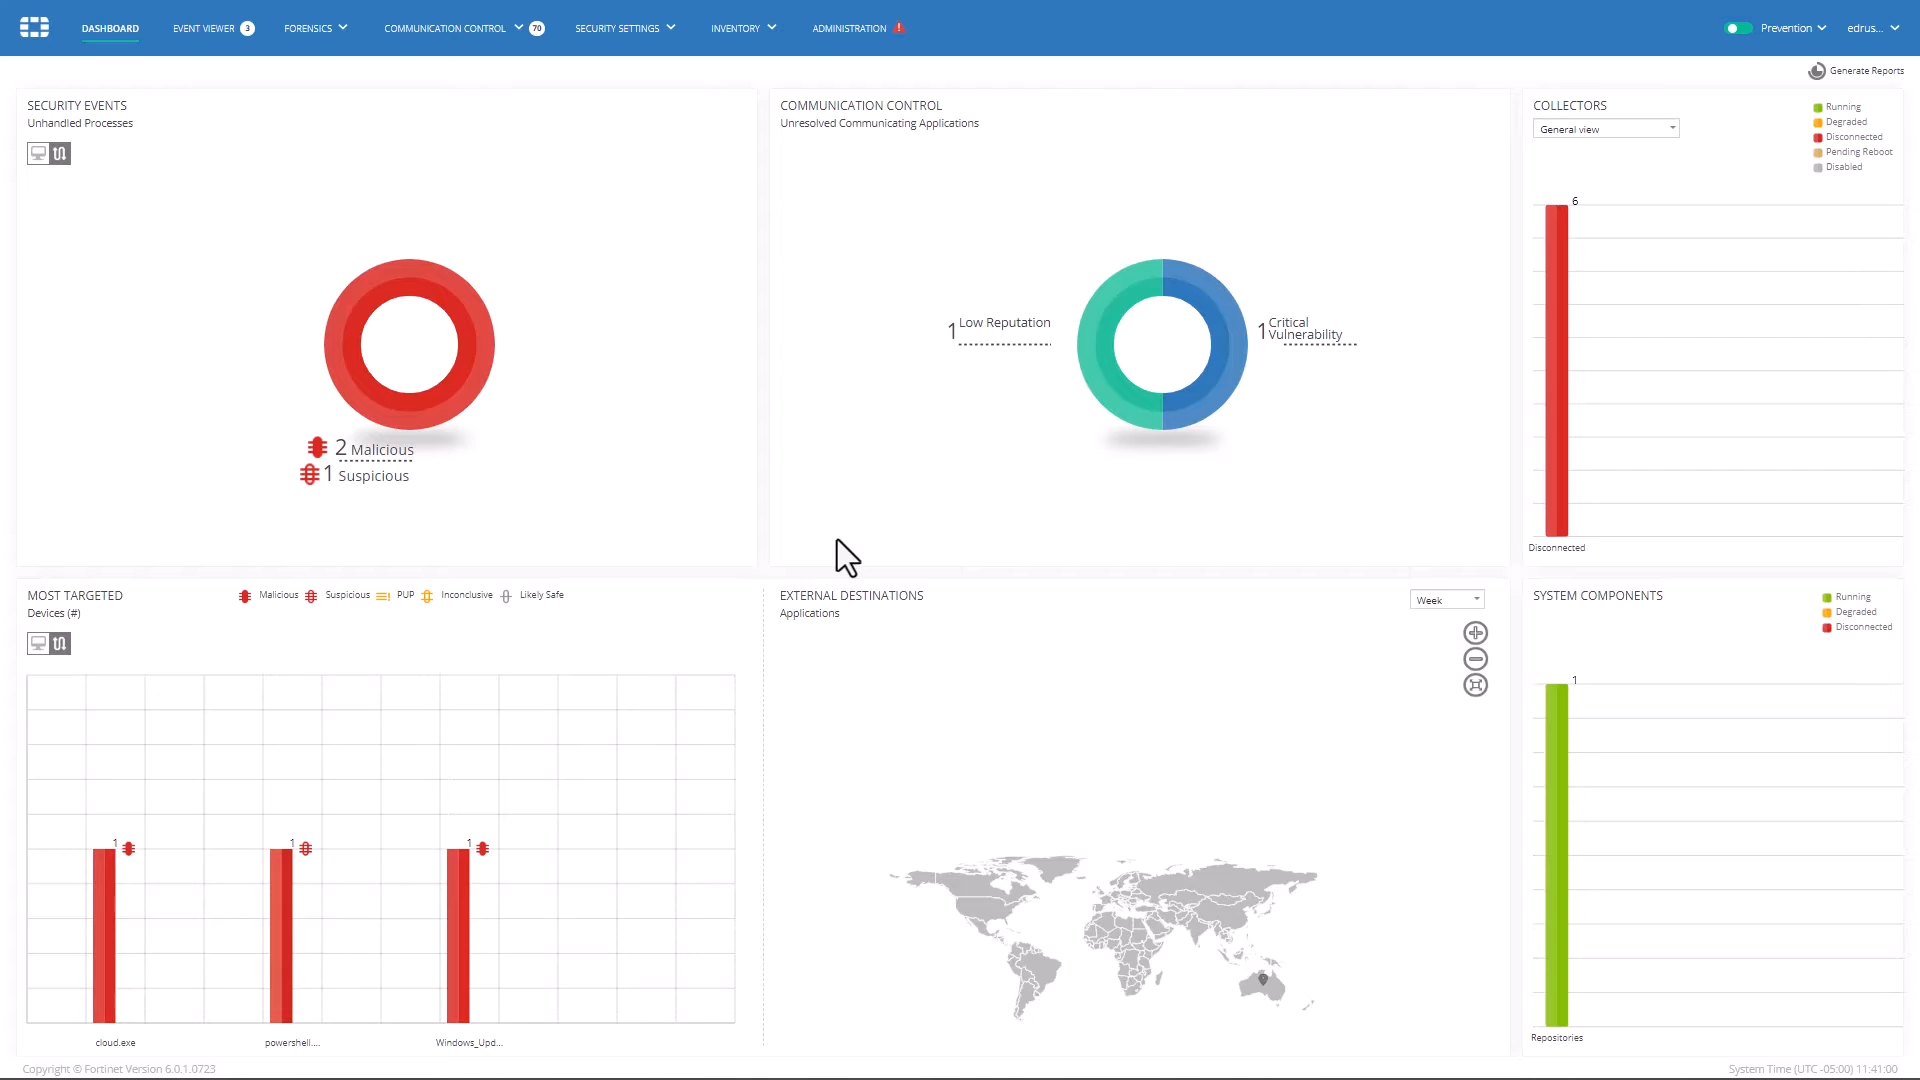 DASHBOARD
EVENT VIEWER 3
FORENSICS
COMMUNICATION CONTROL 70
SECURITY SETTINGS
INVENTORY
ADMINISTRATION
Prevention
edrus...
Generate Reports
SECURITY EVENTS
Unhandled Processes
2 Malicious
1 Suspicious
COMMUNICATION CONTROL
Unresolved Communicating Applications
1 Low Reputation
1 Critical
Vulnerability
COLLECTORS
General view
Running
Degraded
Disconnected
Pending Reboot
Disabled
6
Disconnected
MOST TARGETED
Devices (#)
Malicious Suspicious PUP Inconclusive Likely Safe
1 1 1
cloud.exe powershell.... Windows_Upd...
EXTERNAL DESTINATIONS
Applications
Week
SYSTEM COMPONENTS
Running
Degraded
Disconnected
1
Repositories
Copyright © Fortinet Version 6.0.1.0723
System Time (UTC -05:00) 11:41:00